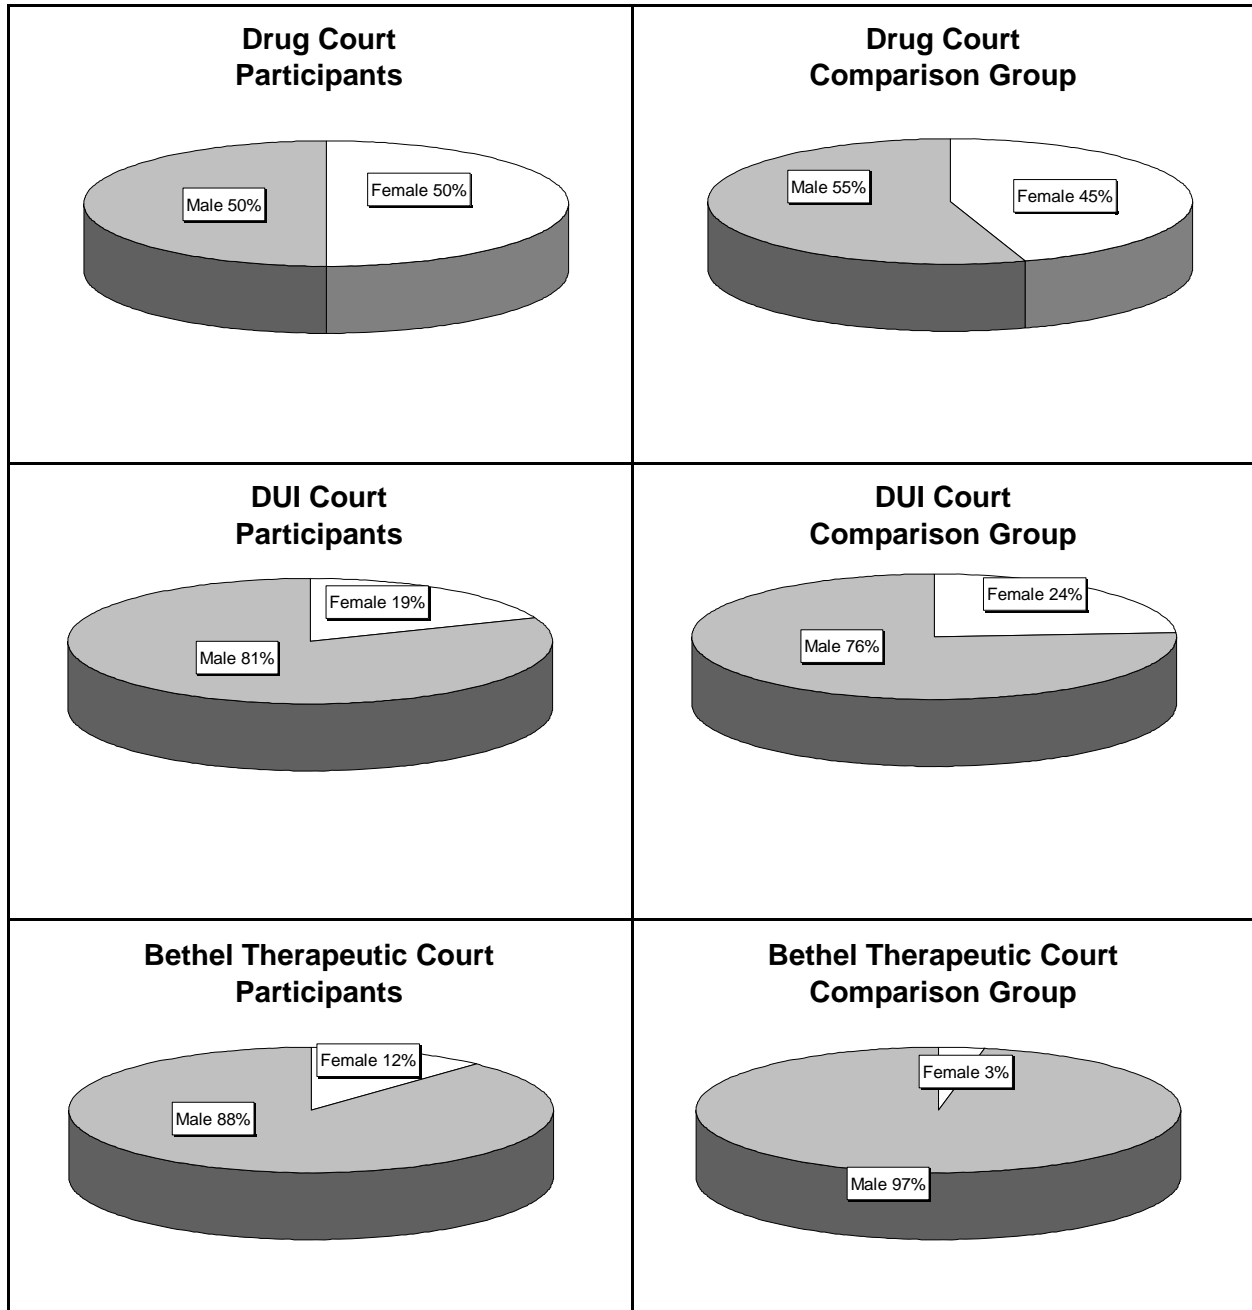 Drug Court
Participants
Male 50%
Female 50%
Drug Court
Comparison Group
Male 55%
Female 45%
DUI Court
Participants
Female 19%
Male 81%
DUI Court
Comparison Group
Female 24%
Male 76%
Bethel Therapeutic Court
Participants
Female 12%
Male 88%
Bethel Therapeutic Court
Comparison Group
Female 3%
Male 97%